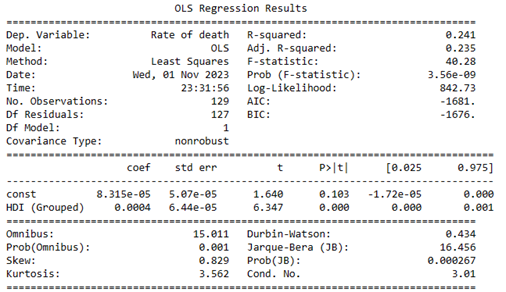 OLS Regression Results
==============================================================================
Dep. Variable: Rate of death R-squared: 0.241
Model: OLS Adj. R-squared: 0.235
Method: Least Squares F-statistic: 40.28
Date: Wed, 01 Nov 2023 Prob (F-statistic): 3.56e-09
Time: 23:31:56 Log-Likelihood: 842.73
No. Observations: 129 AIC: -1681.
Df Residuals: 127 BIC: -1676.
Df Model: 1
Covariance Type: nonrobust
==============================================================================
coef std err t P>|t| [0.025 0.975]
------------------------------------------------------------------------------
const 8.315e-05 5.07e-05 1.640 0.103 -1.72e-05 0.000
HDI (Grouped) 0.0004 6.44e-05 6.347 0.000 0.000 0.001
==============================================================================
Omnibus: 15.011 Durbin-Watson: 0.434
Prob(Omnibus): 0.001 Jarque-Bera (JB): 16.456
Skew: 0.829 Prob(JB): 0.000267
Kurtosis: 3.562 Cond. No. 3.01
==============================================================================